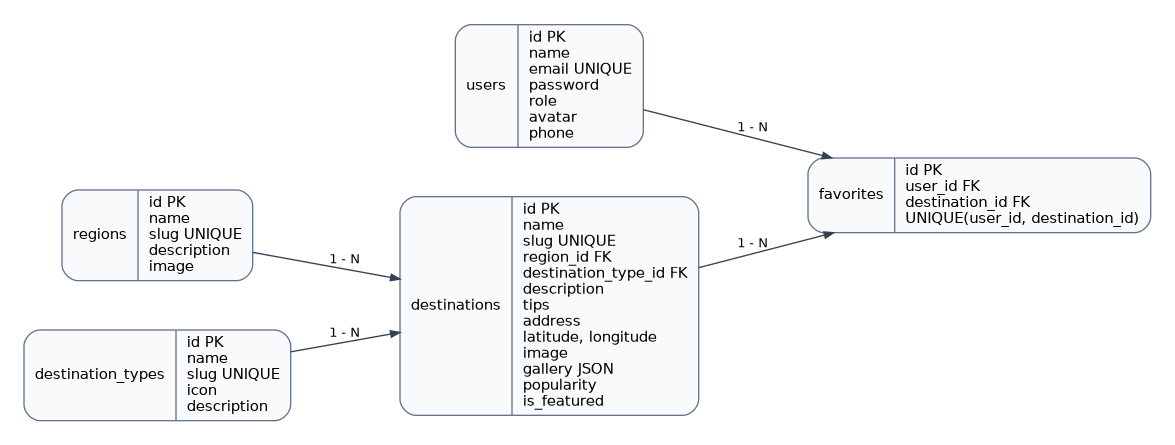 users
id PK
name
email UNIQUE
password
role
avatar
phone
1 - N
favorites
id PK
user_id FK
destination_id FK
UNIQUE(user_id, destination_id)
regions
id PK
name
slug UNIQUE
description
image
1 - N
destinations
id PK
name
slug UNIQUE
region_id FK
destination_type_id FK
description
tips
address
latitude, longitude
image
gallery JSON
popularity
is_featured
1 - N
destination_types
id PK
name
slug UNIQUE
icon
description
1 - N